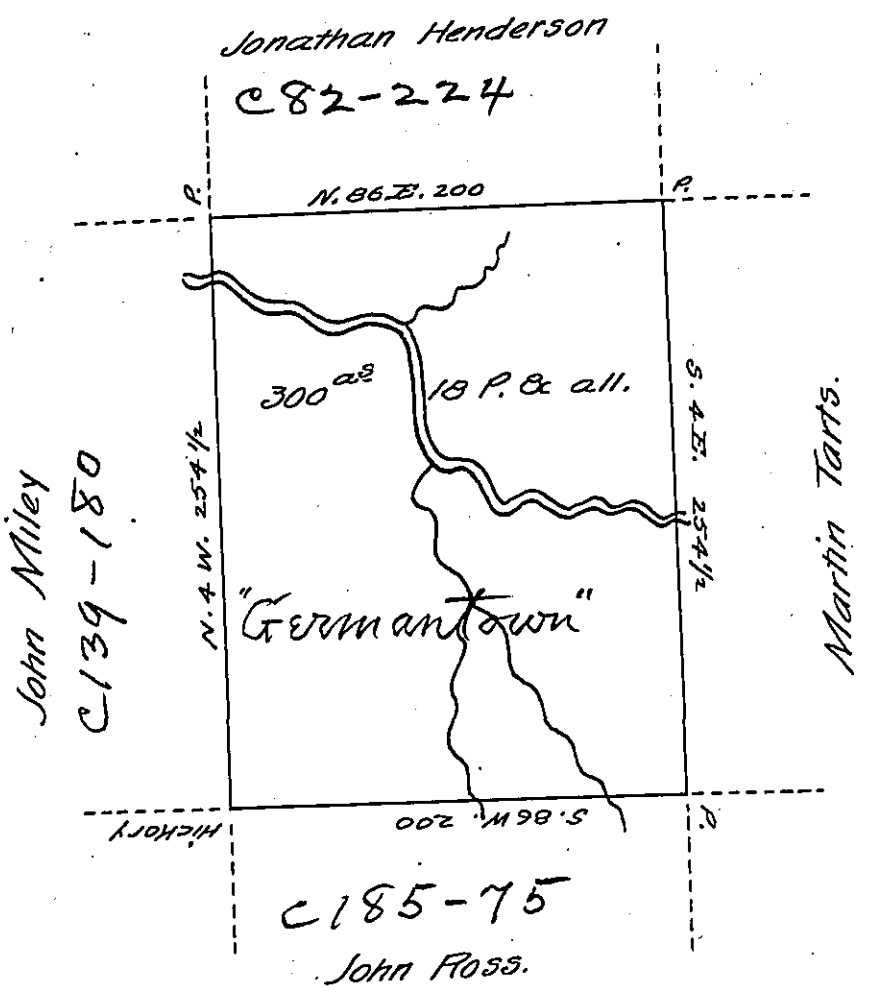 Jonathan Henderson
C82-224
P.
N. 86 E. 200
P.
300 as 18 P. & all.
S. 4 E. 254 1/2
Martin Tarts.
N. 4 W. 254 1/2
John Miley
C139-180
"Germantown"
Hickory
S. 86 W. 200
P.
C185-75
John Ross.